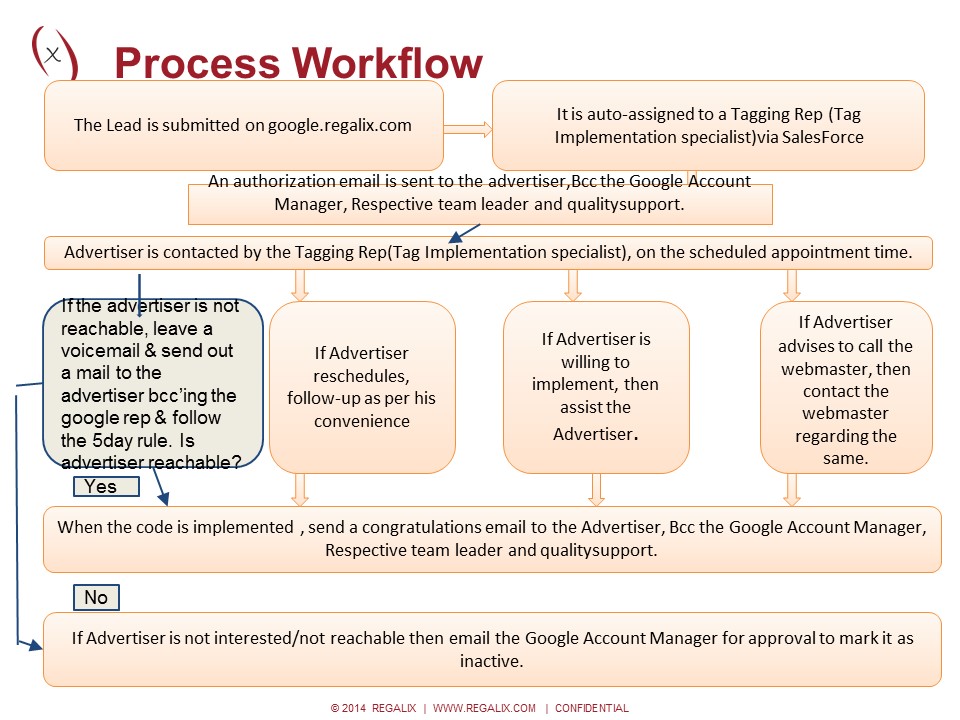 x
Process Workflow
The Lead is submitted on google.regalix.com
It is auto-assigned to a Tagging Rep (Tag
Implementation specialist)via SalesForce
An authorization email is sent to the advertiser,Bcc the Google Account
Manager, Respective team leader and qualitysupport.
Advertiser is contacted by the Tagging Rep(Tag Implementation specialist), on the scheduled appointment time.
If the advertiser is not
reachable, leave a
voicemail & send out
a mail to the
advertiser bcc’ing the
google rep & follow
the 5day rule. Is
advertiser reachable?
If Advertiser
reschedules,
follow-up as per his
convenience
If Advertiser is
willing to
implement, then
assist the
Advertiser.
If Advertiser
advises to call the
webmaster, then
contact the
webmaster
regarding the
same.
Yes
When the code is implemented , send a congratulations email to the Advertiser, Bcc the Google Account Manager,
Respective team leader and qualitysupport.
No
If Advertiser is not interested/not reachable then email the Google Account Manager for approval to mark it as
inactive.
© 2014 REGALIX | WWW.REGALIX.COM | CONFIDENTIAL